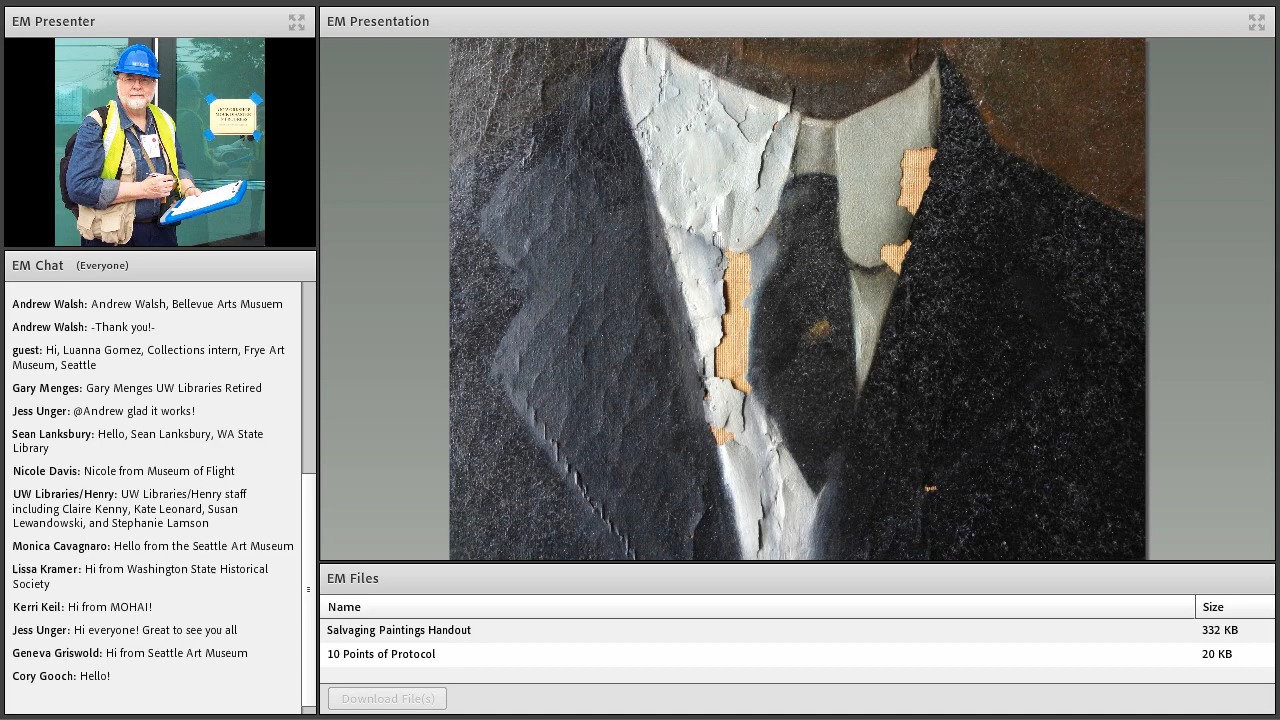 EM Presenter
EM Chat (Everyone)
Andrew Walsh: Andrew Walsh, Bellevue Arts Musuem
Andrew Walsh: -Thank you!-
guest: Hi, Luanna Gomez, Collections intern, Frye Art
Museum, Seattle
Gary Menges: Gary Menges UW Libraries Retired
Jess Unger: @Andrew glad it works!
Sean Lanksbury: Hello, Sean Lanksbury, WA State
Library
Nicole Davis: Nicole from Museum of Flight
UW Libraries/Henry: UW Libraries/Henry staff
including Claire Kenny, Kate Leonard, Susan
Lewandowski, and Stephanie Lamson
Monica Cavagnaro: Hello from the Seattle Art Museum
Lissa Kramer: Hi from Washington State Historical
Society
Kerri Keil: Hi from MOHAI!
Jess Unger: Hi everyone! Great to see you all
Geneva Griswold: Hi from Seattle Art Museum
Cory Gooch: Hello!
EM Presentation
EM Files
Name Size
Salvaging Paintings Handout 332 KB
10 Points of Protocol 20 KB
Download File(s)